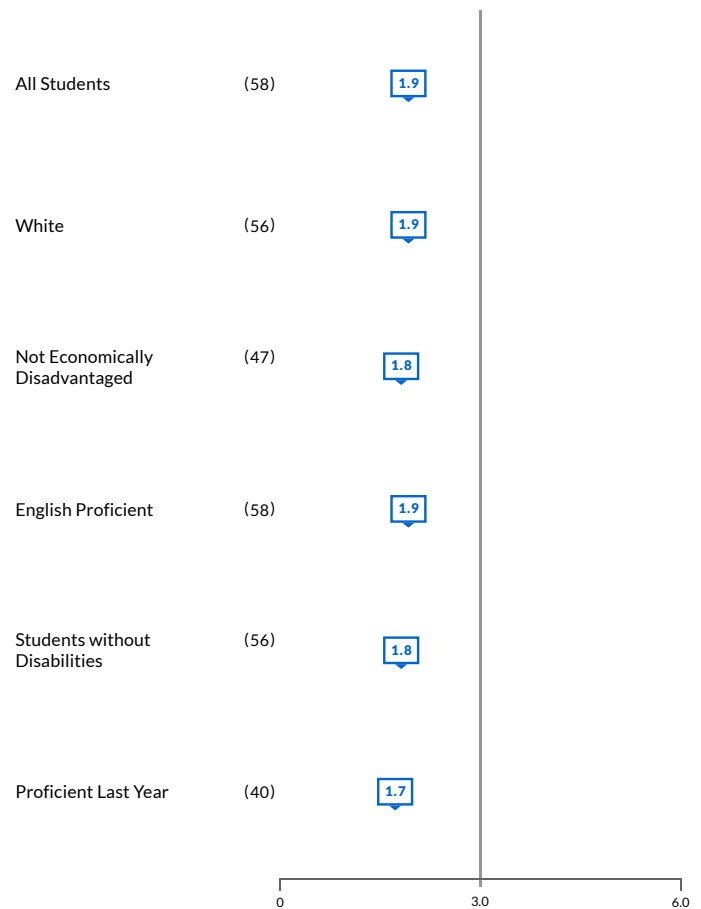 All Students (58) 1.9
White (56) 1.9
Not Economically (47) 1.8
Disadvantaged
English Proficient (58) 1.9
Students without (56) 1.8
Disabilities
Proficient Last Year (40) 1.7
0 3.0 6.0